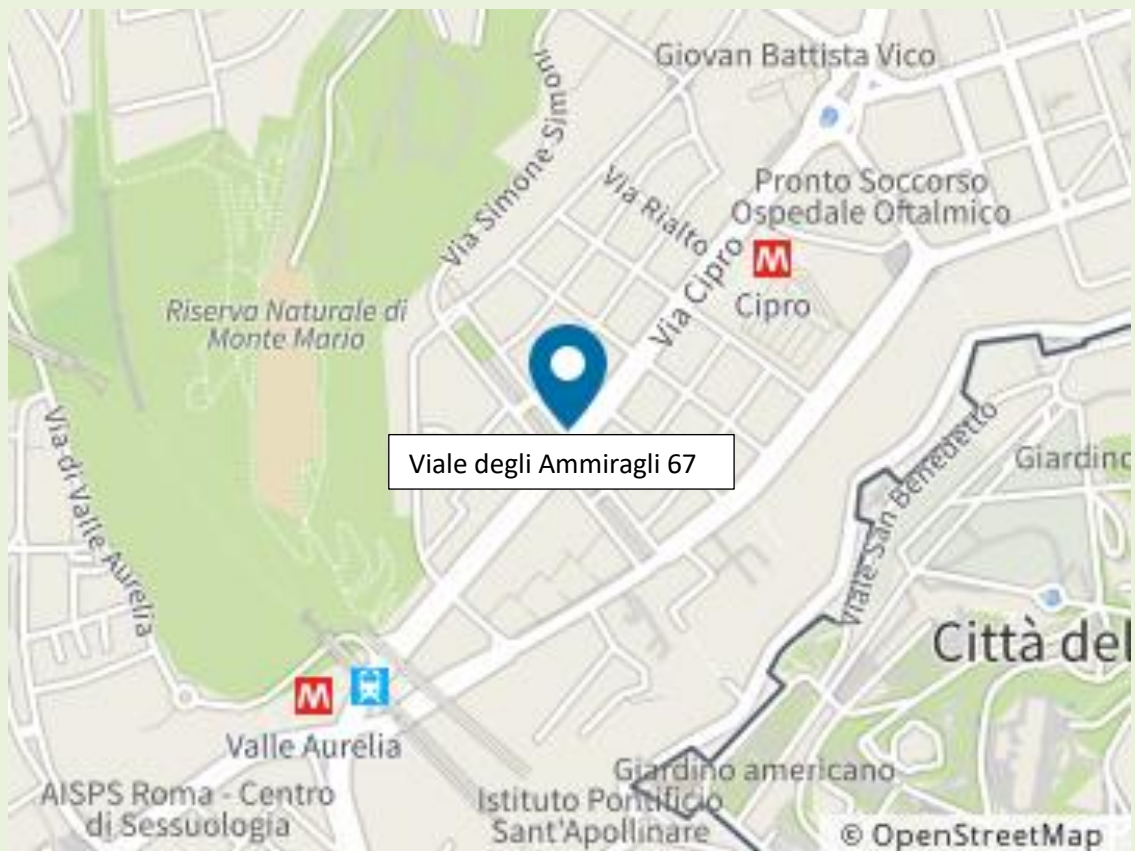 Giovan Battista Vico
Via Simone Simoni
Via Rialto
Pronto Soccorso
Ospedale Oftalmico
M
Cipro
Via Cipro
Riserva Naturale di
Monte Mario
Viale degli Ammiragli 67
Via di Valle Aurelia
Viale San Benedetto
Giardino
Città del
M
Valle Aurelia
AISPS Roma - Centro
di Sessuologia
Giardino americano
Istituto Pontificio
Sant'Apollinare
© OpenStreetMap